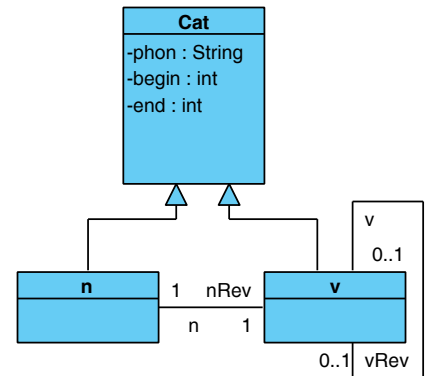 Cat
-phon : String
-begin : int
-end : int
v
0..1
n
v
1 nRev
n 1
0..1 vRev